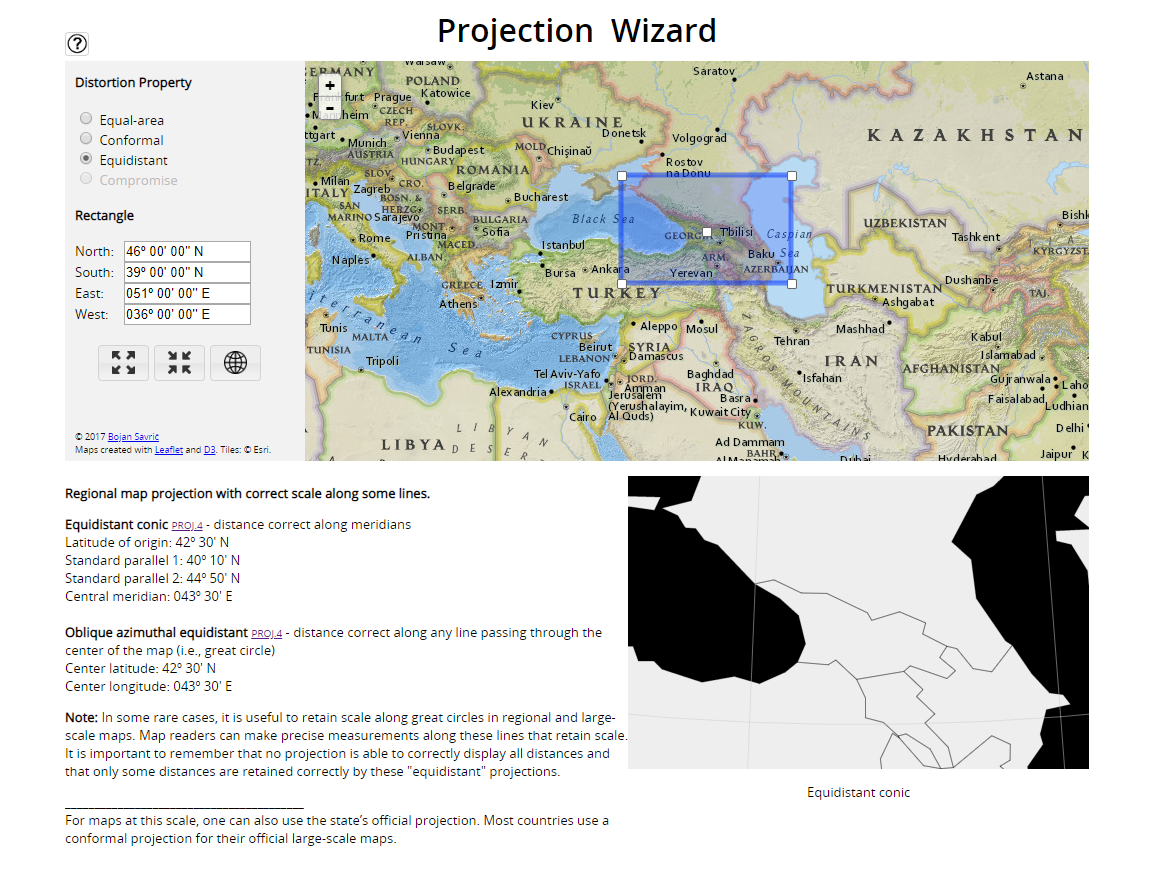 Projection Wizard
?
Distortion Property
Equal-area
Conformal
Equidistant
Compromise
Rectangle
North: 46º 00' 00" N
South: 39º 00' 00" N
East: 051º 00' 00" E
West: 036º 00' 00" E
© 2017 Bojan Savric
Maps created with Leaflet and D3. Tiles: © Esri.
+
-
Warsaw
POLAND
Katowice
Prague
CZECH
REP.
Munich
Vienna
AUSTRIA
SLOVK.
Budapest
HUNGARY
Milan
ITALY
SLOV.
Zagreb
CRO.
SAN
MARINO
BOSN. &
HERZG.
Sarajevo
Belgrade
SERB.
MONT.
Pristina
Rome
Naples
MACED.
ALBAN.
Kiev
UKRAINE
Donetsk
MOLD.
Chişinaŭ
ROMANIA
Bucharest
BULGARIA
Sofia
Saratov
Volgograd
Rostov
na Donu
Astana
KAZAKHSTAN
Black Sea
GEORGIA
T'bilisi
Caspian
Sea
ARM.
Yerevan
Baku
AZERBAIJAN
Istanbul
Bursa
Ankara
TURKEY
GREECE
Izmir
Athens
UZBEKISTAN
Tashkent
Bishk
KYRGYZST.
TURKMENISTAN
Ashgabat
Dushanbe
TAJ.
Tunis
MALTA
TUNISIA
Tripoli
iterranean Sea
CYPRUS
Beirut
LEBANON
Aleppo
Mosul
SYRIA
Damascus
Tel Aviv-Yafo
ISRAEL
JORD.
Amman
Jerusalem
(Yerushalayim,
Al Quds)
Alexandria
Cairo
Baghdad
IRAQ
Basra
Kuwait City
KUW.
Ad Dammam
BAHR.
Al Manamah
Dubai
ZAGROS MOUNTAINS
Tehran
Mashhad
IRAN
Isfahan
Kabul
Islamabad
AFGHANISTAN
Gujranwala
Laho
Faisalabad
Ludhian
PAKISTAN
Delhi
Jaipur
Hyderabad
LIBYA
LIBYAN
DESER
Regional map projection with correct scale along some lines.
Equidistant conic PROJ.4 - distance correct along meridians
Latitude of origin: 42º 30' N
Standard parallel 1: 40º 10' N
Standard parallel 2: 44º 50' N
Central meridian: 043º 30' E
Oblique azimuthal equidistant PROJ.4 - distance correct along any line passing through the
center of the map (i.e., great circle)
Center latitude: 42º 30' N
Center longitude: 043º 30' E
Note: In some rare cases, it is useful to retain scale along great circles in regional and large-
scale maps. Map readers can make precise measurements along these lines that retain scale.
It is important to remember that no projection is able to correctly display all distances and
that only some distances are retained correctly by these "equidistant" projections.
For maps at this scale, one can also use the state's official projection. Most countries use a
conformal projection for their official large-scale maps.
Equidistant conic